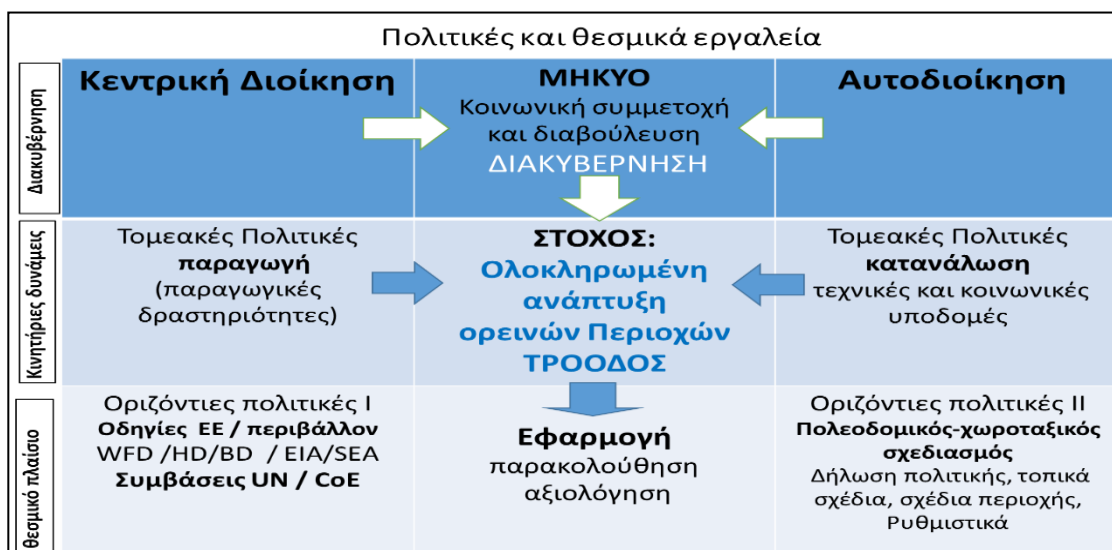 Πολιτικές και θεσμικά εργαλεία
Διακυβέρνηση
Κεντρική Διοίκηση
ΜΗΚΥΟ
Κοινωνική συμμετοχή
και διαβούλευση
ΔΙΑΚΥΒΕΡΝΗΣΗ
Αυτοδιοίκηση
Κινητήριες δυνάμεις
Τομεακές Πολιτικές
παραγωγή
(παραγωγικές
δραστηριότητες)
ΣΤΟΧΟΣ:
Ολοκληρωμένη
ανάπτυξη
ορεινών Περιοχών
ΤΡΟΟΔΟΣ
Τομεακές Πολιτικές
κατανάλωση
τεχνικές και κοινωνικές
υποδομές
θεσμικό πλαίσιο
Οριζόντιες πολιτικές Ι
Οδηγίες ΕΕ / περιβάλλον
WFD /HD/BD / EIA/SEA
Συμβάσεις UN / CoE
Εφαρμογή
παρακολούθηση
αξιολόγηση
Οριζόντιες πολιτικές ΙΙ
Πολεοδομικός-χωροταξικός
σχεδιασμός
Δήλωση πολιτικής, τοπικά
σχέδια, σχέδια περιοχής,
Ρυθμιστικά